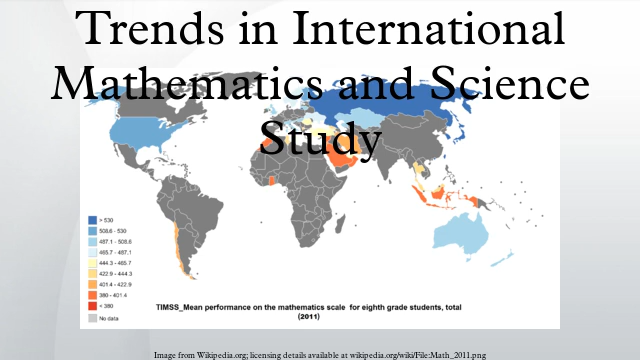 Trends in International
Mathematics and Science
Study
> 530
508.6 - 530
487.1 - 508.6
465.7 - 487.1
444.3 - 465.7
422.9 - 444.3
401.4 - 422.9
380 - 401.4
< 380
No data
TIMSS_Mean performance on the mathematics scale for eighth grade students, total
(2011)
Image from Wikipedia.org; licensing details available at wikipedia.org/wiki/File:Math_2011.png